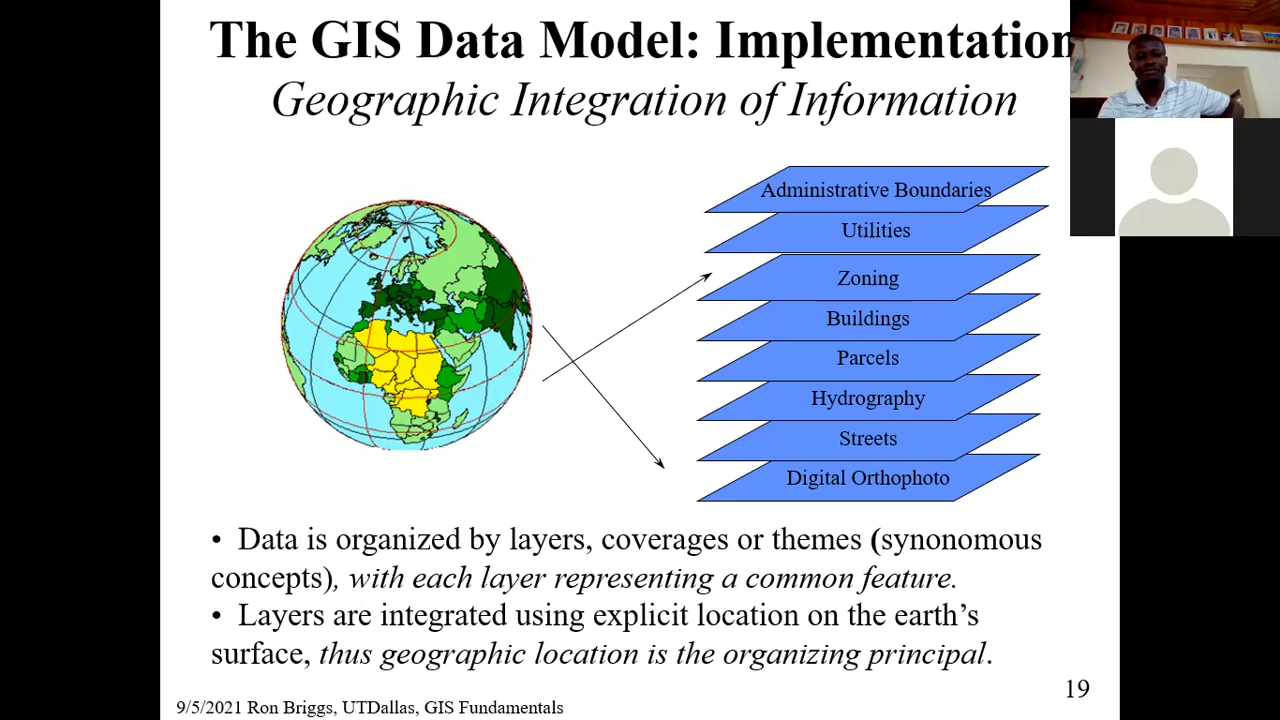 The GIS Data Model: Implementation
Geographic Integration of Information
Administrative Boundaries
Utilities
Zoning
Buildings
Parcels
Hydrography
Streets
Digital Orthophoto
• Data is organized by layers, coverages or themes (synonomous
concepts), with each layer representing a common feature.
• Layers are integrated using explicit location on the earth's
surface, thus geographic location is the organizing principal.
19
9/5/2021 Ron Briggs, UTDallas, GIS Fundamentals